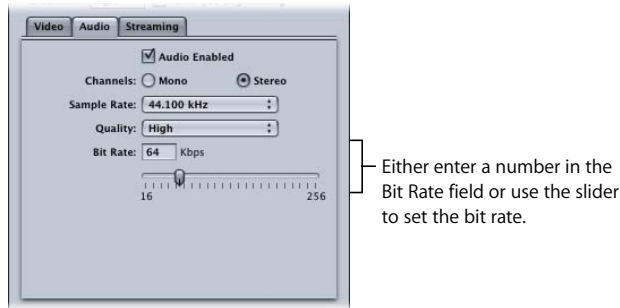 Video Audio Streaming
Audio Enabled
Channels: Mono Stereo
Sample Rate: 44.100 kHz
Quality: High
Bit Rate: 64 Kbps
16 256
Either enter a number in the
Bit Rate field or use the slider
to set the bit rate.